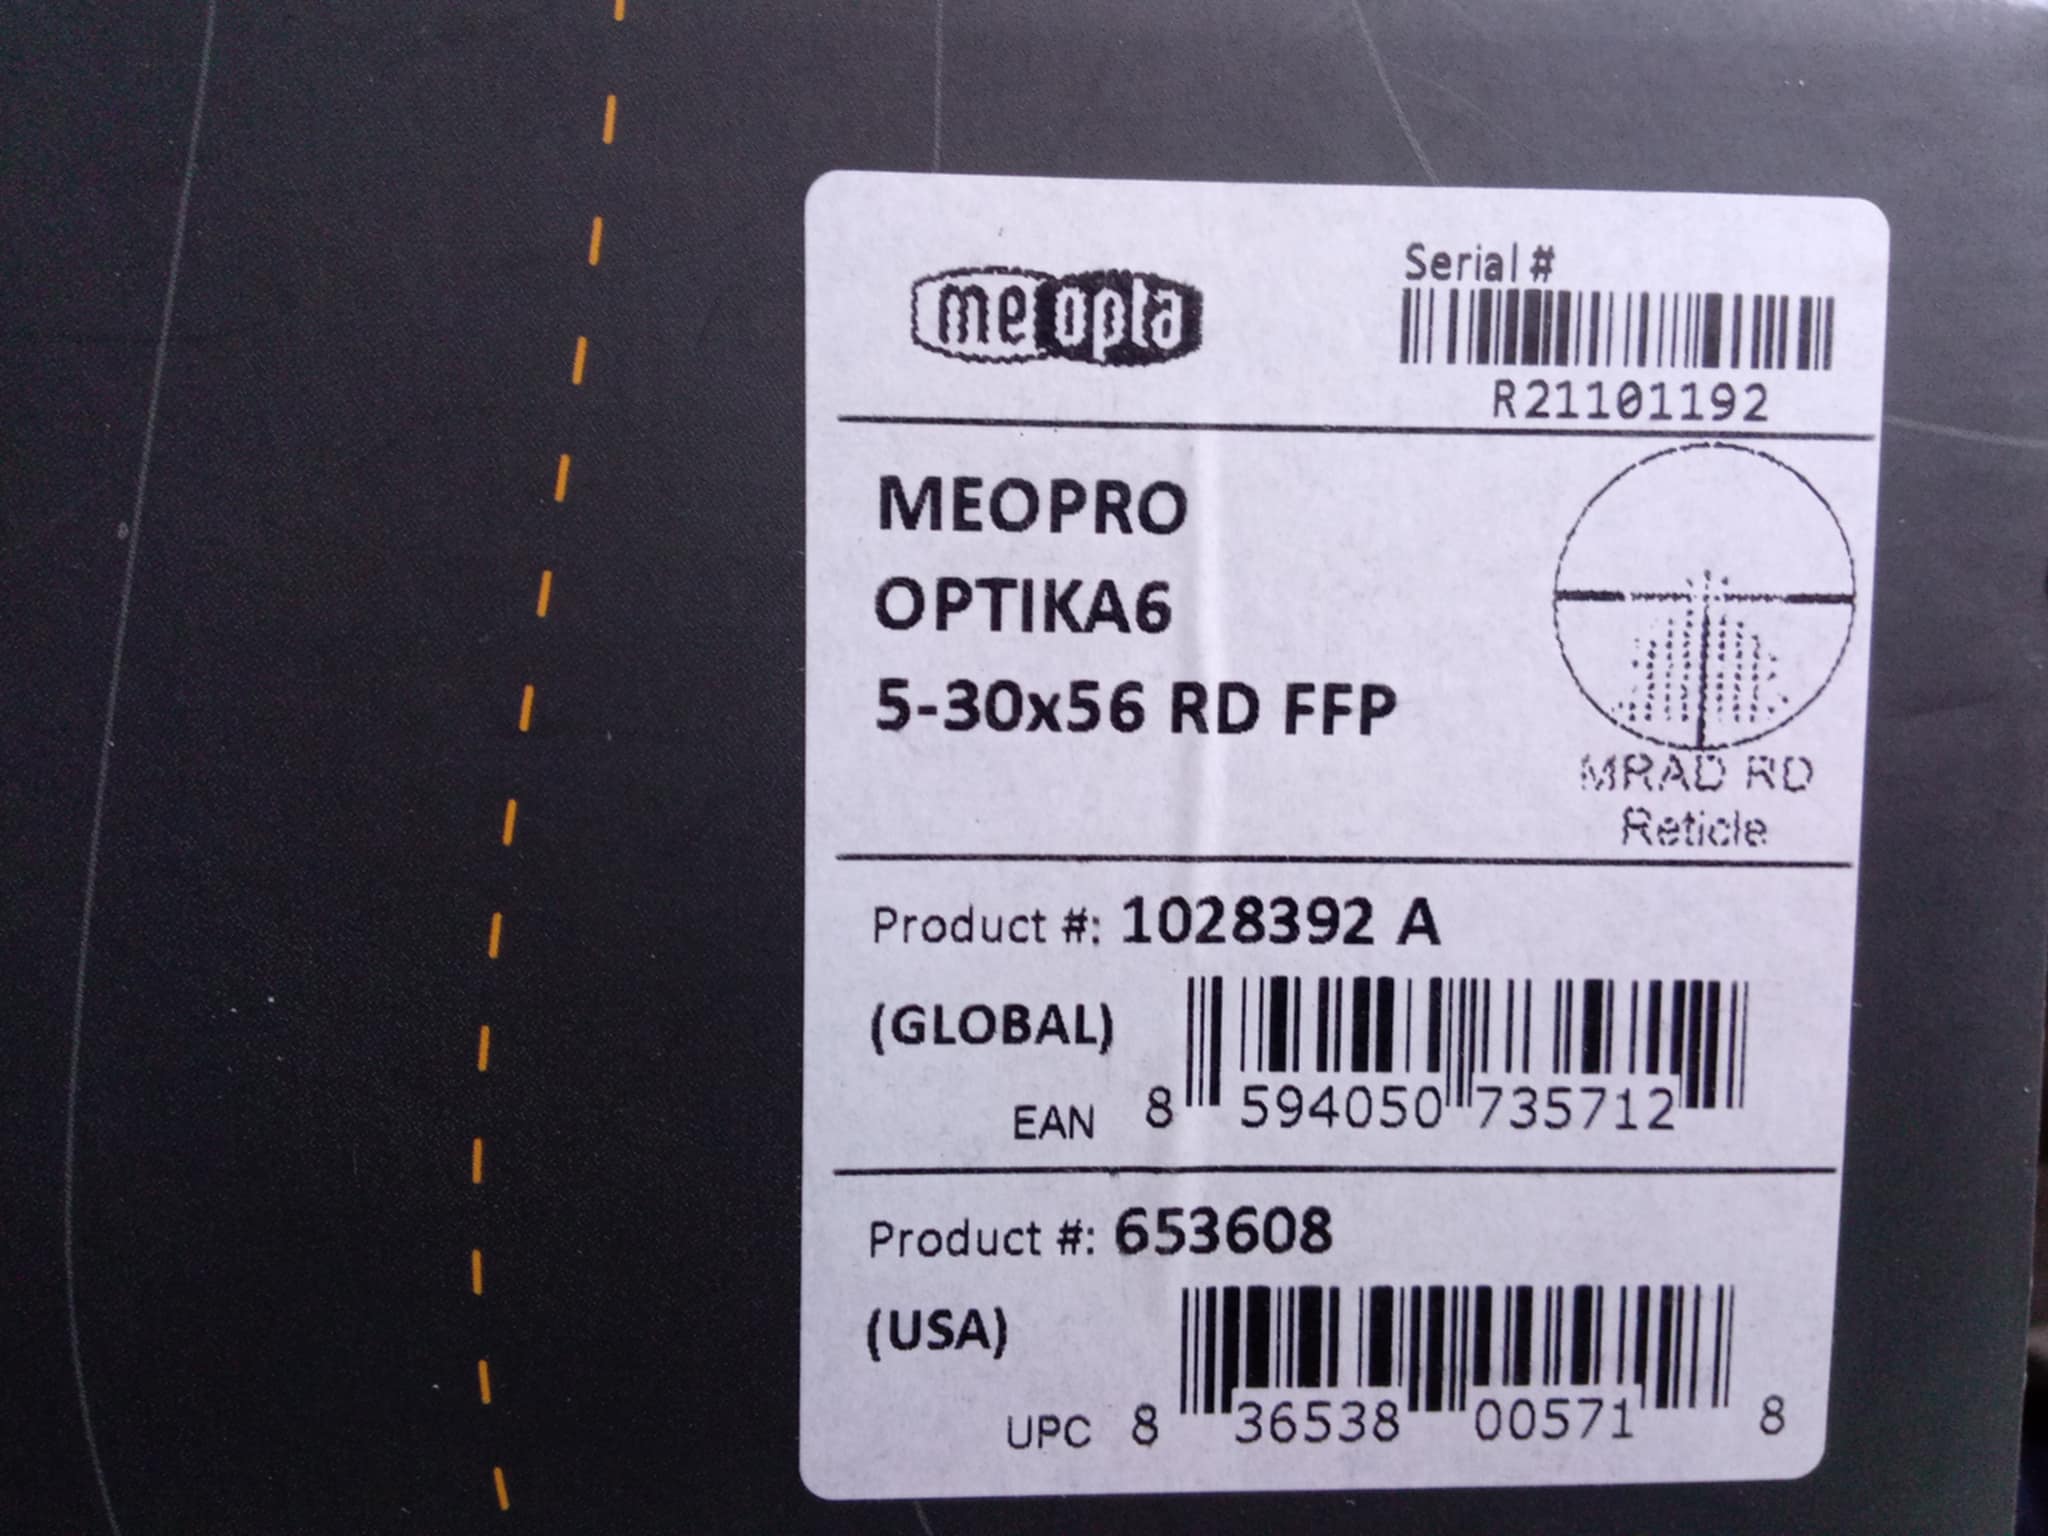 meopta
Serial #
R21101192
MEOPRO
OPTIKA6
5-30x56 RD FFP
MRAD RD
Reticle
Product #: 1028392 A
(GLOBAL)
EAN 8 594050 735712
Product #: 653608
(USA)
UPC 8 36538 00571 8